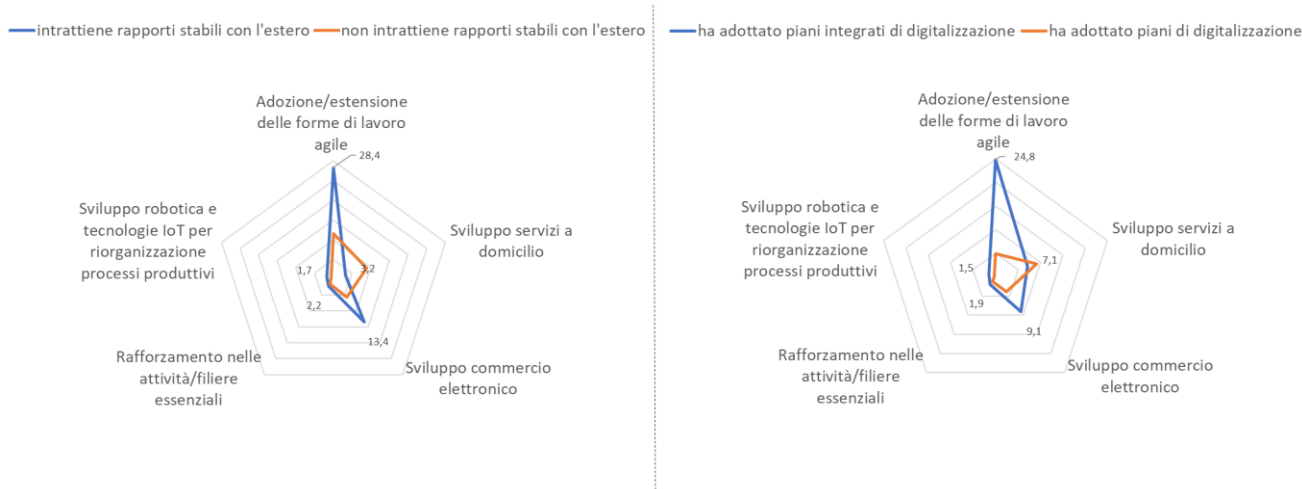 intrattiene rapporti stabili con l'estero
non intrattiene rapporti stabili con l'estero
Adozione/estensione
delle forme di lavoro
agile
28,4
Sviluppo robotica e
tecnologie IoT per
riorganizzazione
processi produttivi
Sviluppo servizi a
domicilio
3,2
1,7
2,2
13,4
Rafforzamento nelle
attività/filiere
essenziali
Sviluppo commercio
elettronico
ha adottato piani integrati di digitalizzazione
ha adottato piani di digitalizzazione
Adozione/estensione
delle forme di lavoro
agile
24,8
Sviluppo robotica e
tecnologie IoT per
riorganizzazione
processi produttivi
Sviluppo servizi a
domicilio
7,1
1,5
1,9
9,1
Rafforzamento nelle
attività/filiere
essenziali
Sviluppo commercio
elettronico